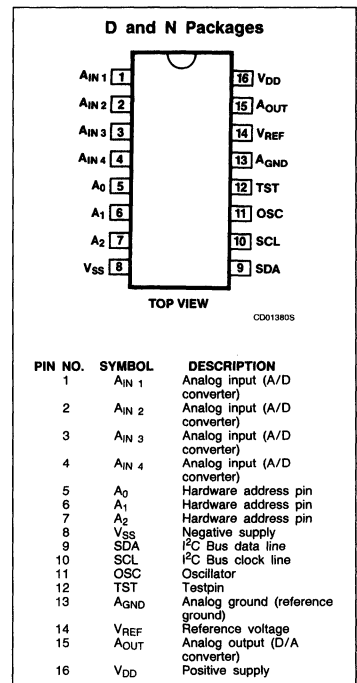 D and N Packages
AIN 1 1 16 VDD
AIN 2 2 15 AOUT
AIN 3 3 14 VREF
AIN 4 4 13 AGND
A0 5 12 TST
A1 6 11 OSC
A2 7 10 SCL
VSS 8 9 SDA
TOP VIEW
CD01380S
PIN NO. SYMBOL DESCRIPTION
1 AIN 1 Analog input (A/D
converter)
2 AIN 2 Analog input (A/D
converter)
3 AIN 3 Analog input (A/D
converter)
4 AIN 4 Analog input (A/D
converter)
5 A0 Hardware address pin
6 A1 Hardware address pin
7 A2 Hardware address pin
8 VSS Negative supply
9 SDA I2C Bus data line
10 SCL I2C Bus clock line
11 OSC Oscillator
12 TST Testpin
13 AGND Analog ground (reference
ground)
14 VREF Reference voltage
15 AOUT Analog output (D/A
converter)
16 VDD Positive supply